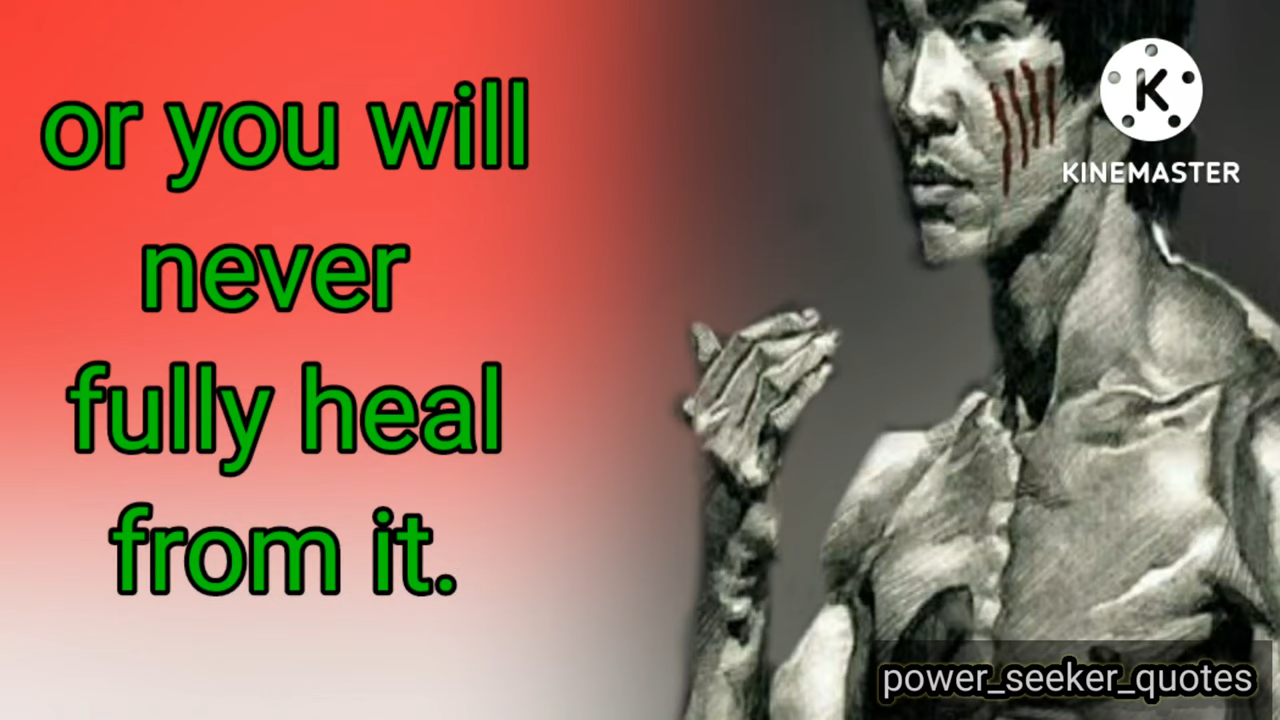 or you will
never
fully heal
from it.
K
KINEMASTER
power_seeker_quotes